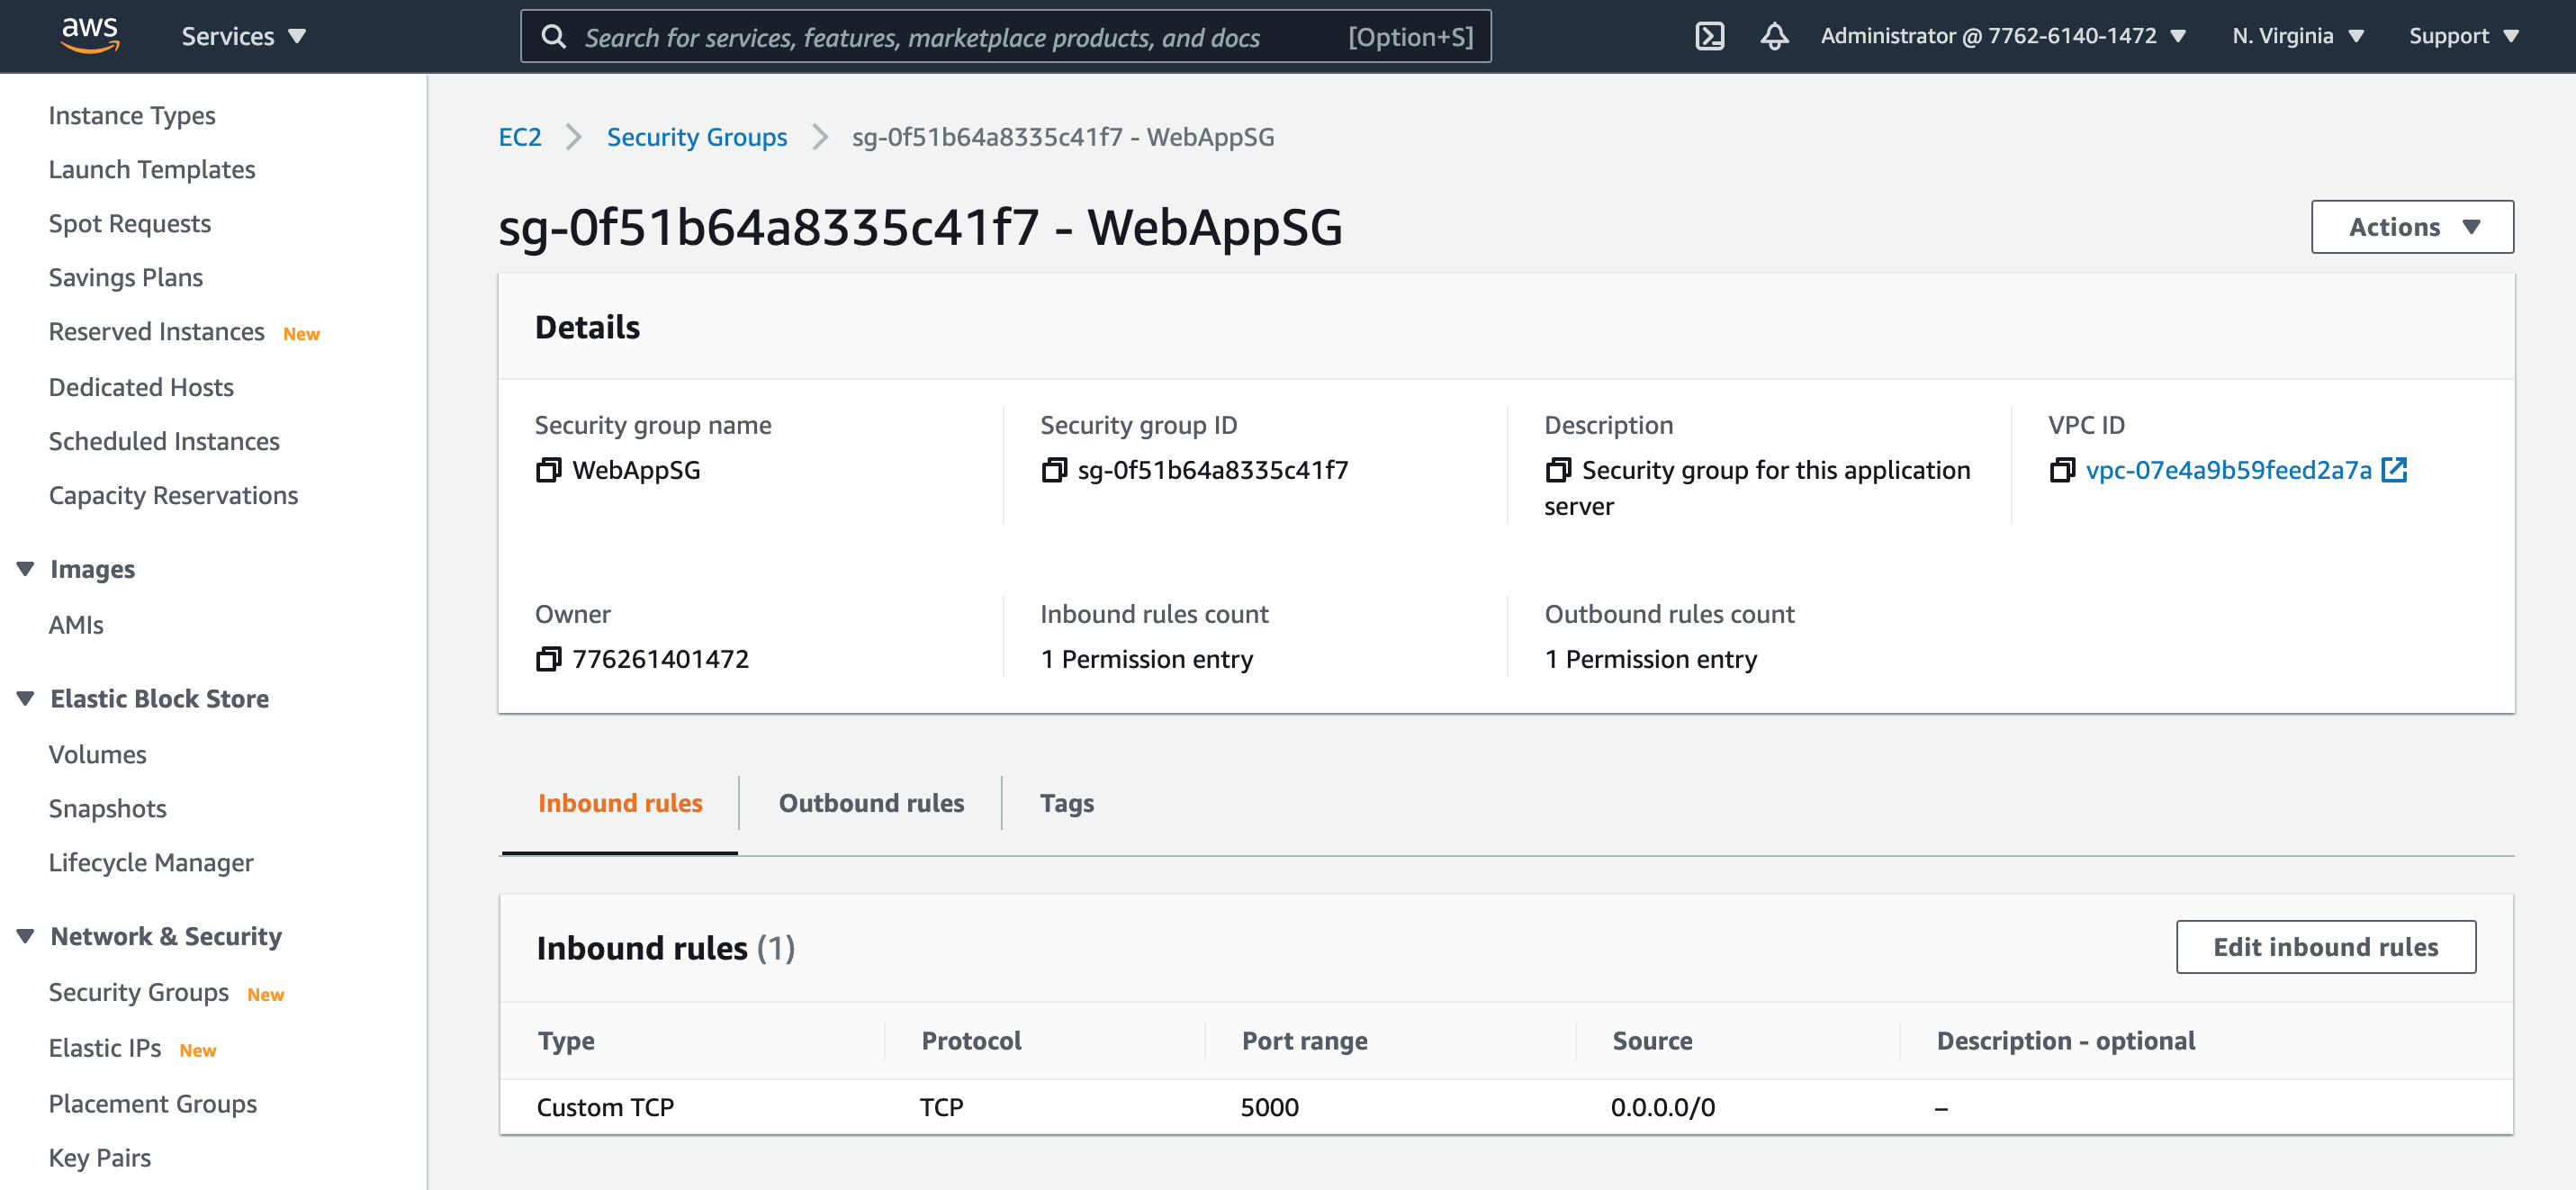 aws Services Search for services, features, marketplace products, and docs [Option+S] Administrator @ 7762-6140-1472 N. Virginia Support
Instance Types
Launch Templates
Spot Requests
Savings Plans
Reserved Instances New
Dedicated Hosts
Scheduled Instances
Capacity Reservations
Images
AMIs
Elastic Block Store
Volumes
Snapshots
Lifecycle Manager
Network & Security
Security Groups New
Elastic IPs New
Placement Groups
Key Pairs
EC2 Security Groups sg-0f51b64a8335c41f7 - WebAppSG
sg-0f51b64a8335c41f7 - WebAppSG Actions
Details
Security group name Security group ID Description VPC ID
WebAppSG sg-0f51b64a8335c41f7 Security group for this application vpc-07e4a9b59feed2a7a
server
Owner Inbound rules count Outbound rules count
776261401472 1 Permission entry 1 Permission entry
Inbound rules Outbound rules Tags
Inbound rules (1) Edit inbound rules
Type Protocol Port range Source Description - optional
Custom TCP TCP 5000 0.0.0.0/0 –